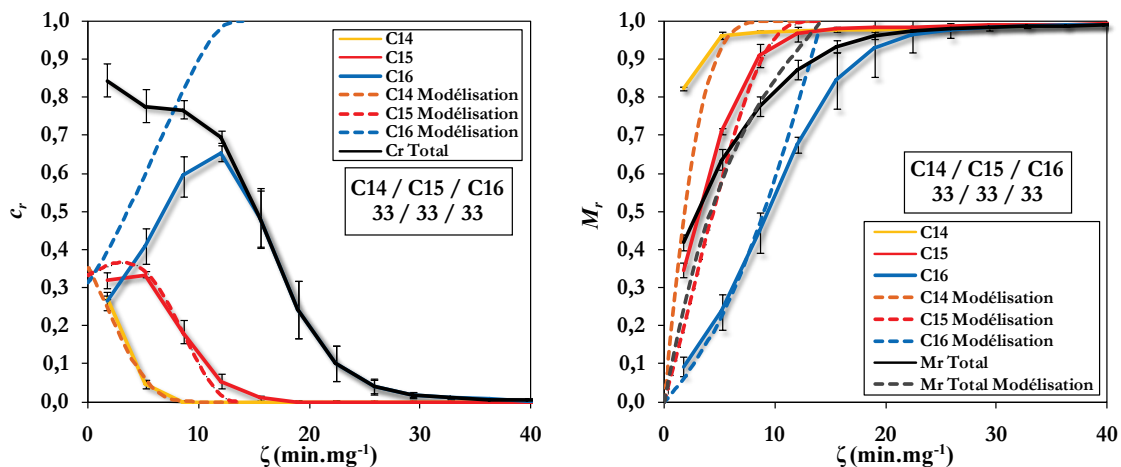 1,0
0,9
0,8
0,7
0,6
0,5
0,4
0,3
0,2
0,1
0,0
cr
0
10
20
30
40
ζ (min.mg-1)
C14
C15
C16
C14 Modélisation
C15 Modélisation
C16 Modélisation
Cr Total
C14 / C15 / C16
33 / 33 / 33
1,0
0,9
0,8
0,7
0,6
0,5
0,4
0,3
0,2
0,1
0,0
Mr
0
10
20
30
40
ζ (min.mg-1)
C14 / C15 / C16
33 / 33 / 33
C14
C15
C16
C14 Modélisation
C15 Modélisation
C16 Modélisation
Mr Total
Mr Total Modélisation